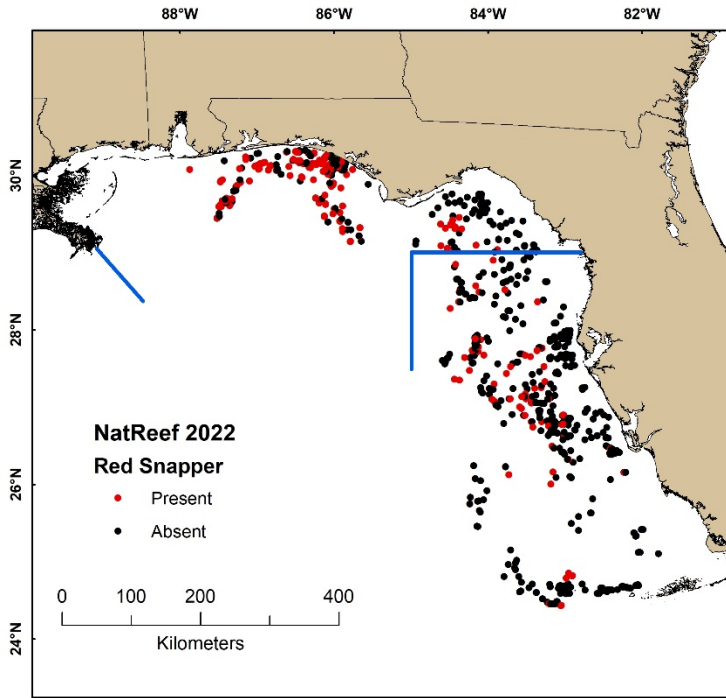 88°W 86°W 84°W 82°W
30°N
28°N
26°N
24°N
NatReef 2022
Red Snapper
Present
Absent
0 100 200 400
Kilometers